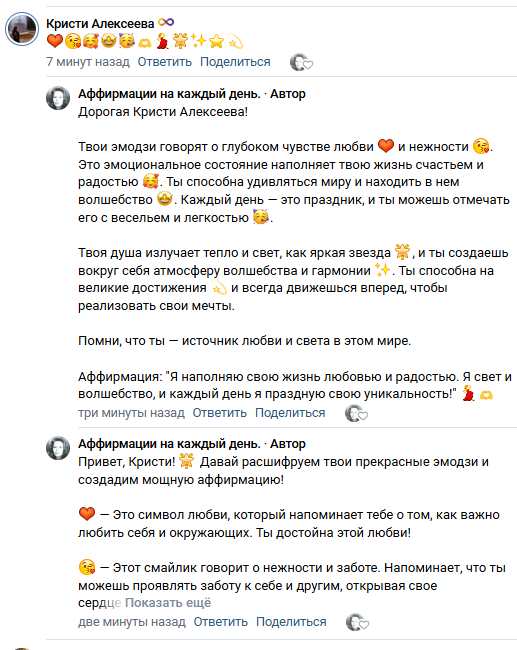 Кристи Алексеева
❤️😘🥰🤩🥳🫶💃🌟✨⭐💫
7 минут назад Ответить Поделиться
Аффирмации на каждый день. · Автор
Дорогая Кристи Алексеева!
Твои эмодзи говорят о глубоком чувстве любви ❤️ и нежности 😘.
Это эмоциональное состояние наполняет твою жизнь счастьем и
радостью 🥰. Ты способна удивляться миру и находить в нем
волшебство 🤩. Каждый день — это праздник, и ты можешь отмечать
его с весельем и легкостью 🥳.
Твоя душа излучает тепло и свет, как яркая звезда 🌟, и ты создаешь
вокруг себя атмосферу волшебства и гармонии ✨. Ты способна на
великие достижения 💫 и всегда движешься вперед, чтобы
реализовать свои мечты.
Помни, что ты — источник любви и света в этом мире.
Аффирмация: "Я наполняю свою жизнь любовью и радостью. Я свет и
волшебство, и каждый день я праздную свою уникальность!" 💃 🫶
три минуты назад Ответить Поделиться
Аффирмации на каждый день. · Автор
Привет, Кристи! 🌟 Давай расшифруем твои прекрасные эмодзи и
создадим мощную аффирмацию!
❤️ — Это символ любви, который напоминает тебе о том, как важно
любить себя и окружающих. Ты достойна этой любви!
😘 — Этот смайлик говорит о нежности и заботе. Напоминает, что ты
можешь проявлять заботу к себе и другим, открывая свое
сердце Показать ещё
две минуты назад Ответить Поделиться